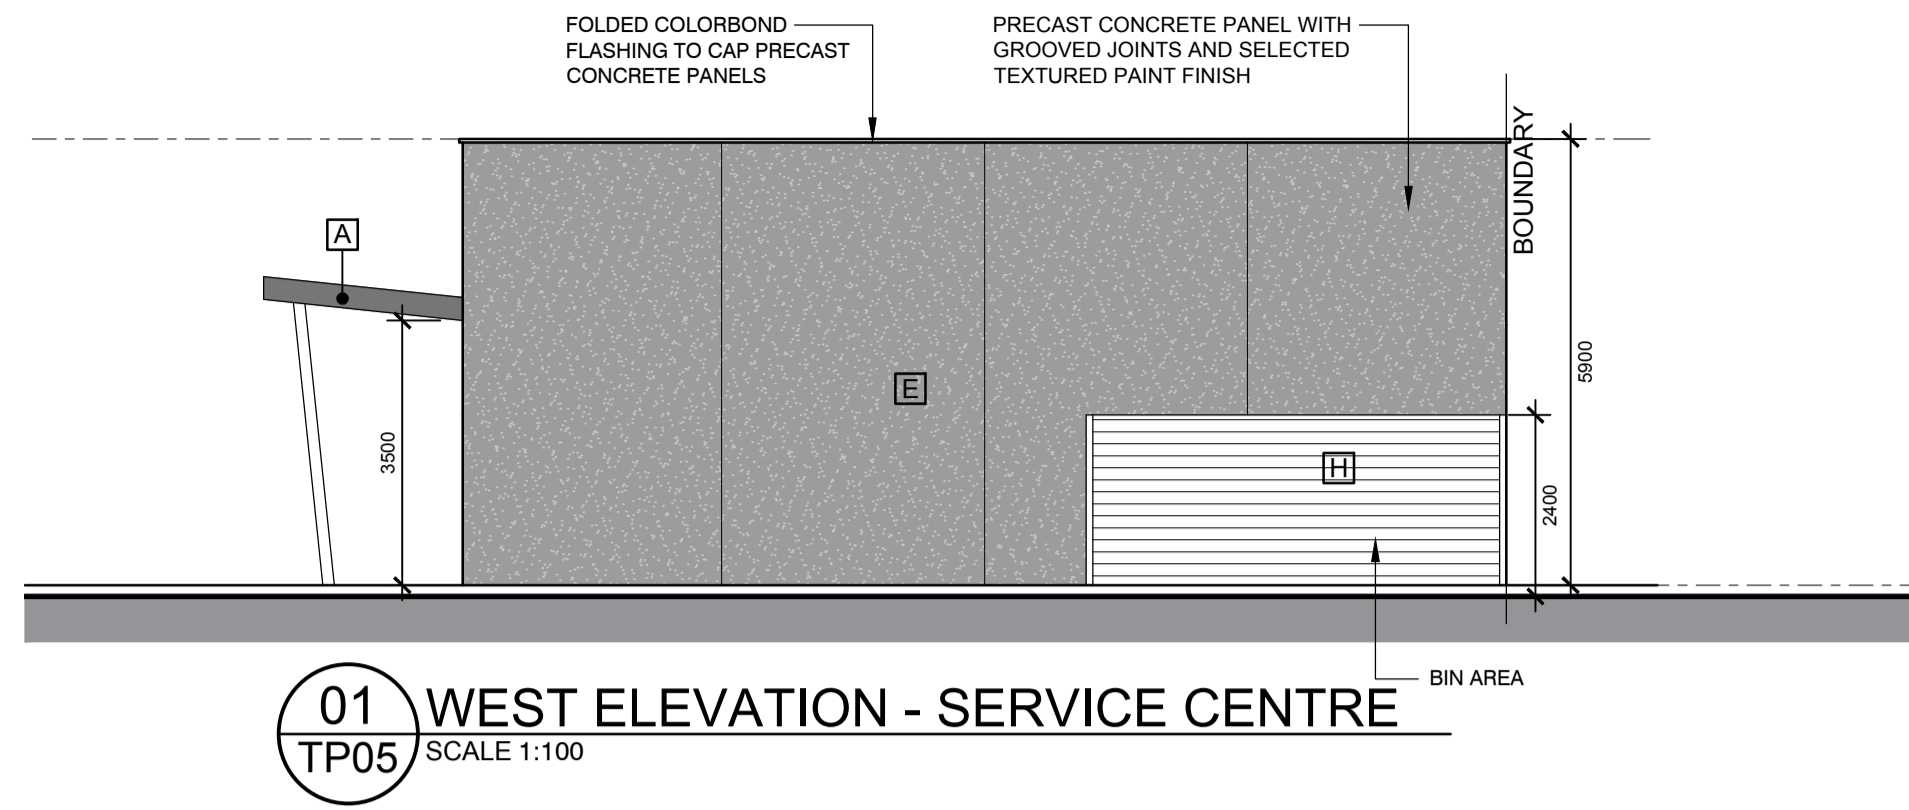 FOLDED COLORBOND
FLASHING TO CAP PRECAST
CONCRETE PANELS
PRECAST CONCRETE PANEL WITH
GROOVED JOINTS AND SELECTED
TEXTURED PAINT FINISH
BOUNDARY
A
E
H
3500
5900
2400
BIN AREA
01
TP05
WEST ELEVATION - SERVICE CENTRE
SCALE 1:100